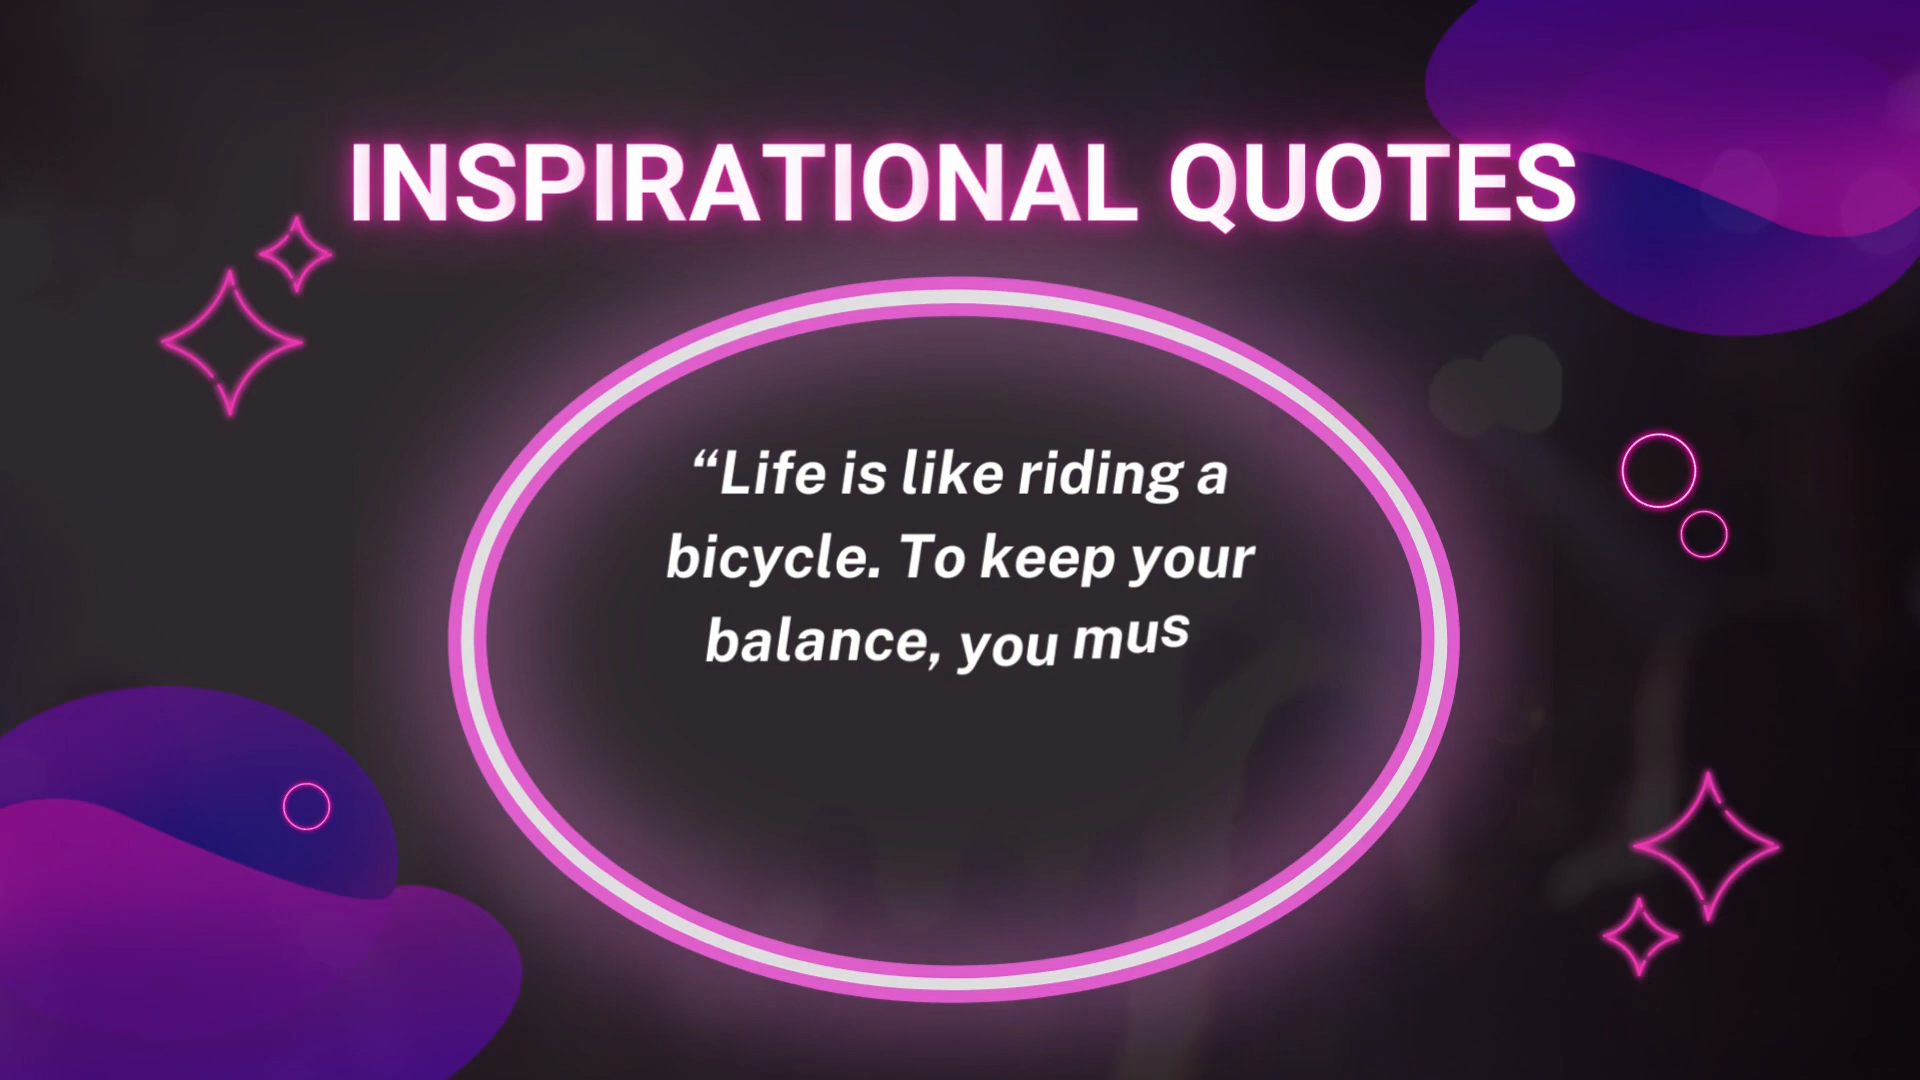 INSPIRATIONAL QUOTES
“Life is like riding a
bicycle. To keep your
balance, you mus